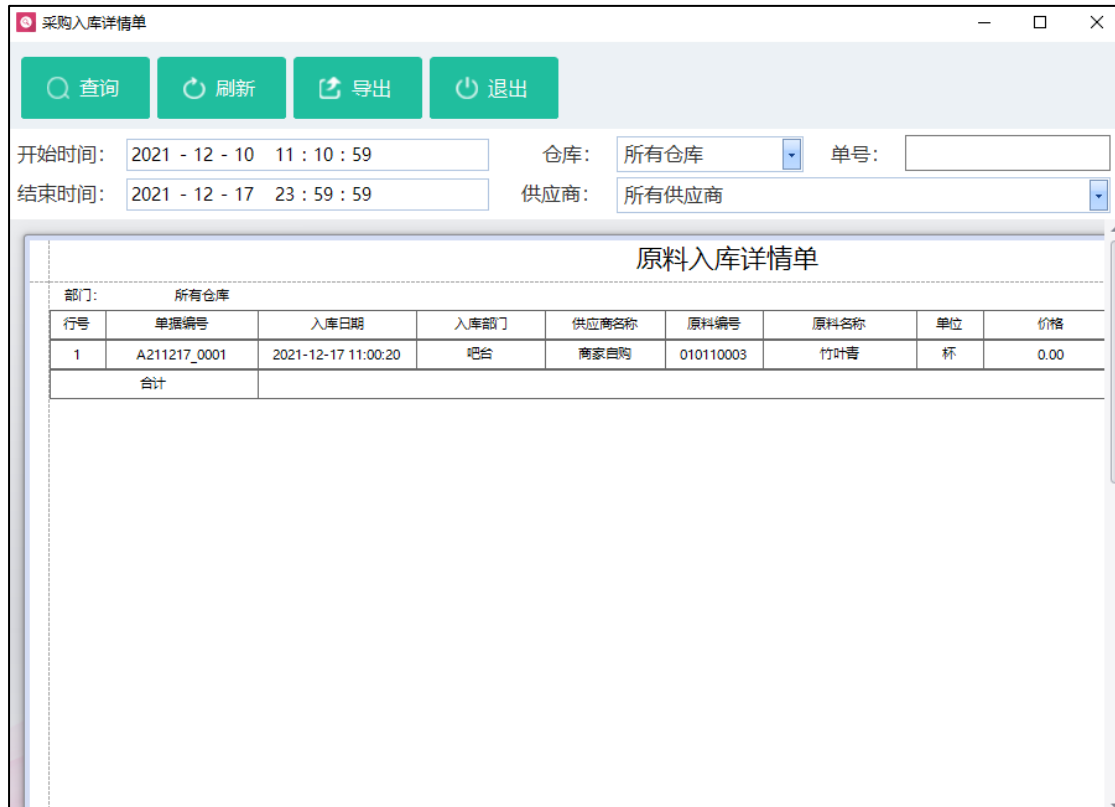 采购入库详情单
查询 刷新 导出 退出
开始时间： 2021 - 12 - 10 11 : 10 : 59 仓库： 所有仓库 单号：
结束时间： 2021 - 12 - 17 23 : 59 : 59 供应商： 所有供应商
原料入库详情单
部门： 所有仓库
行号 单据编号 入库日期 入库部门 供应商名称 原料编号 原料名称 单位 价格
1 A211217_0001 2021-12-17 11:00:20 吧台 商家自购 010110003 竹叶青 杯 0.00
合计